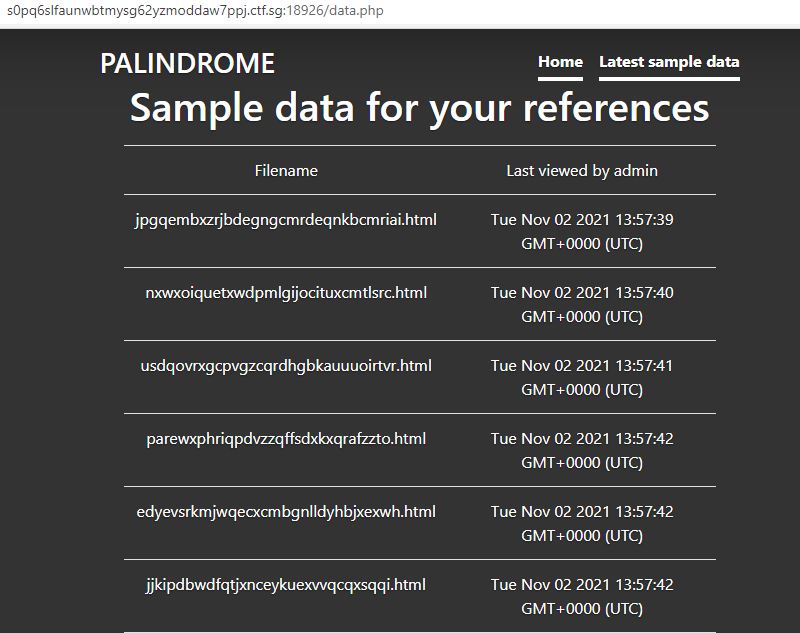 s0pq6slfaunwbtmysg62yzmoddaw7ppj.ctf.sg:18926/data.php
PALINDROME
Home Latest sample data
Sample data for your references
Filename Last viewed by admin
jpgqembxzrjbdegngcmrdeqnkbcmriai.html Tue Nov 02 2021 13:57:39
GMT+0000 (UTC)
nxwxoiquetxwdpmlgijocituxcmtlsrc.html Tue Nov 02 2021 13:57:40
GMT+0000 (UTC)
usdqovrxgcpvgzcqrdhgbkauuuoirtvr.html Tue Nov 02 2021 13:57:41
GMT+0000 (UTC)
parewxphriqpdvzzqffsdxkxqrafzzto.html Tue Nov 02 2021 13:57:42
GMT+0000 (UTC)
edyevsrkmjwqecxcmbgnlldyhbjxexwh.html Tue Nov 02 2021 13:57:42
GMT+0000 (UTC)
jjkipdbwdfqtjxnceykuexvvqcqxsqqi.html Tue Nov 02 2021 13:57:42
GMT+0000 (UTC)